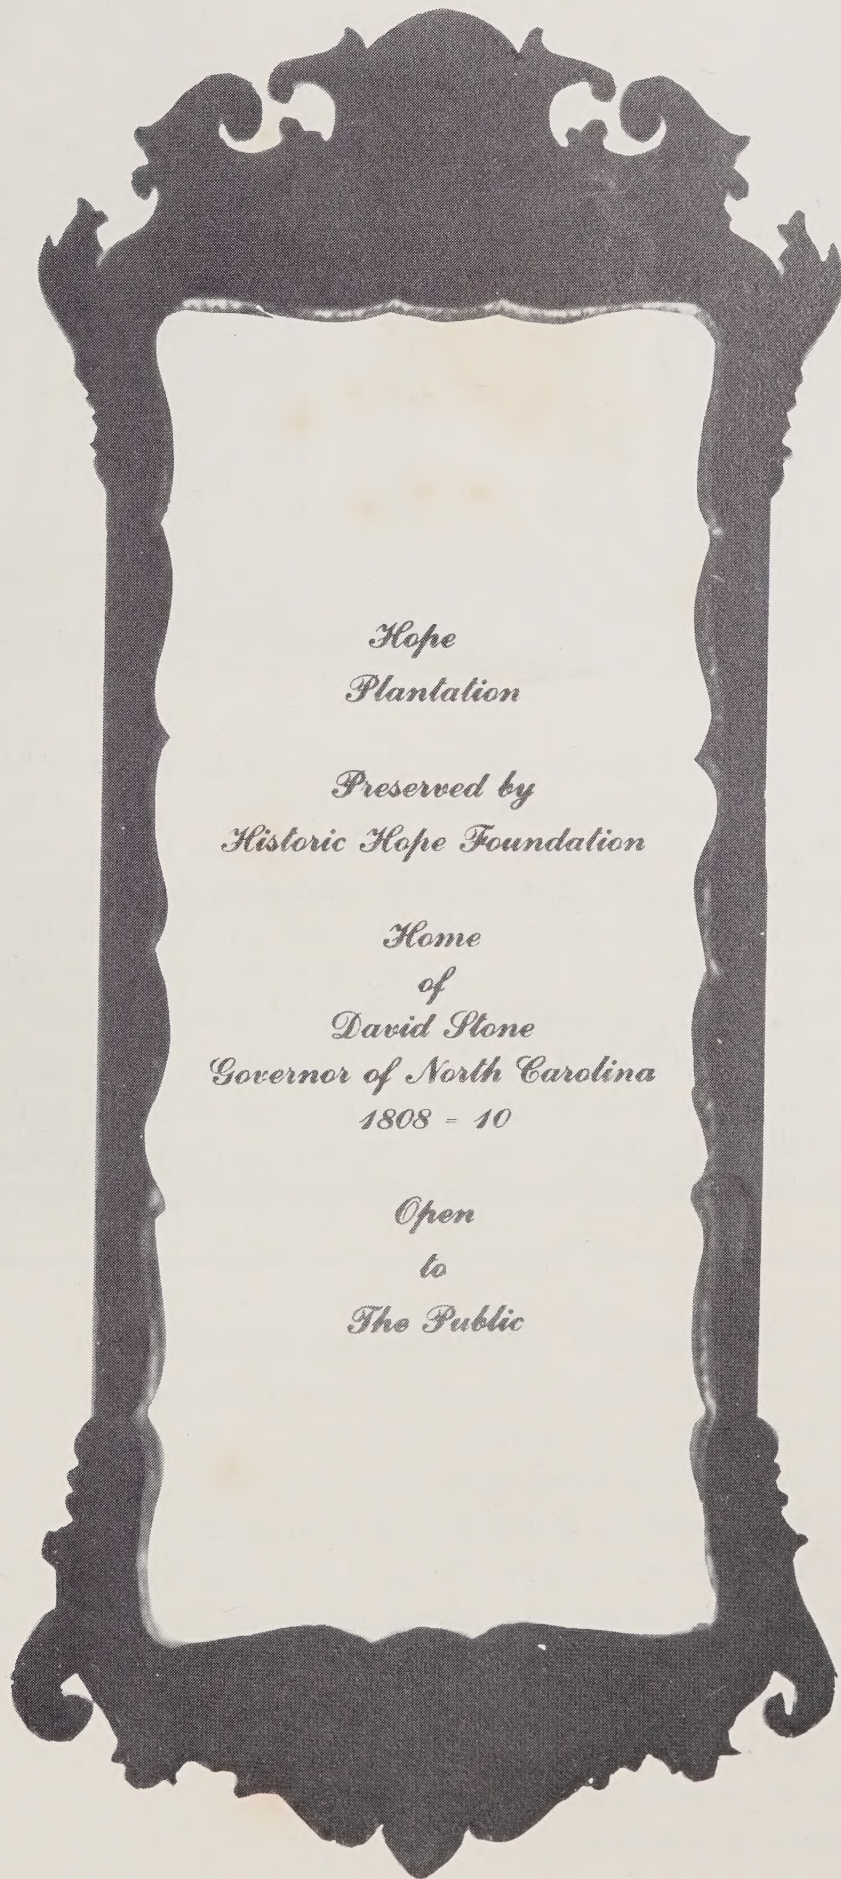 Hope
Plantation
Preserved by
Historic Hope Foundation
Home
of
David Stone
Governor of North Carolina
1808 = 10
Open
to
The Public